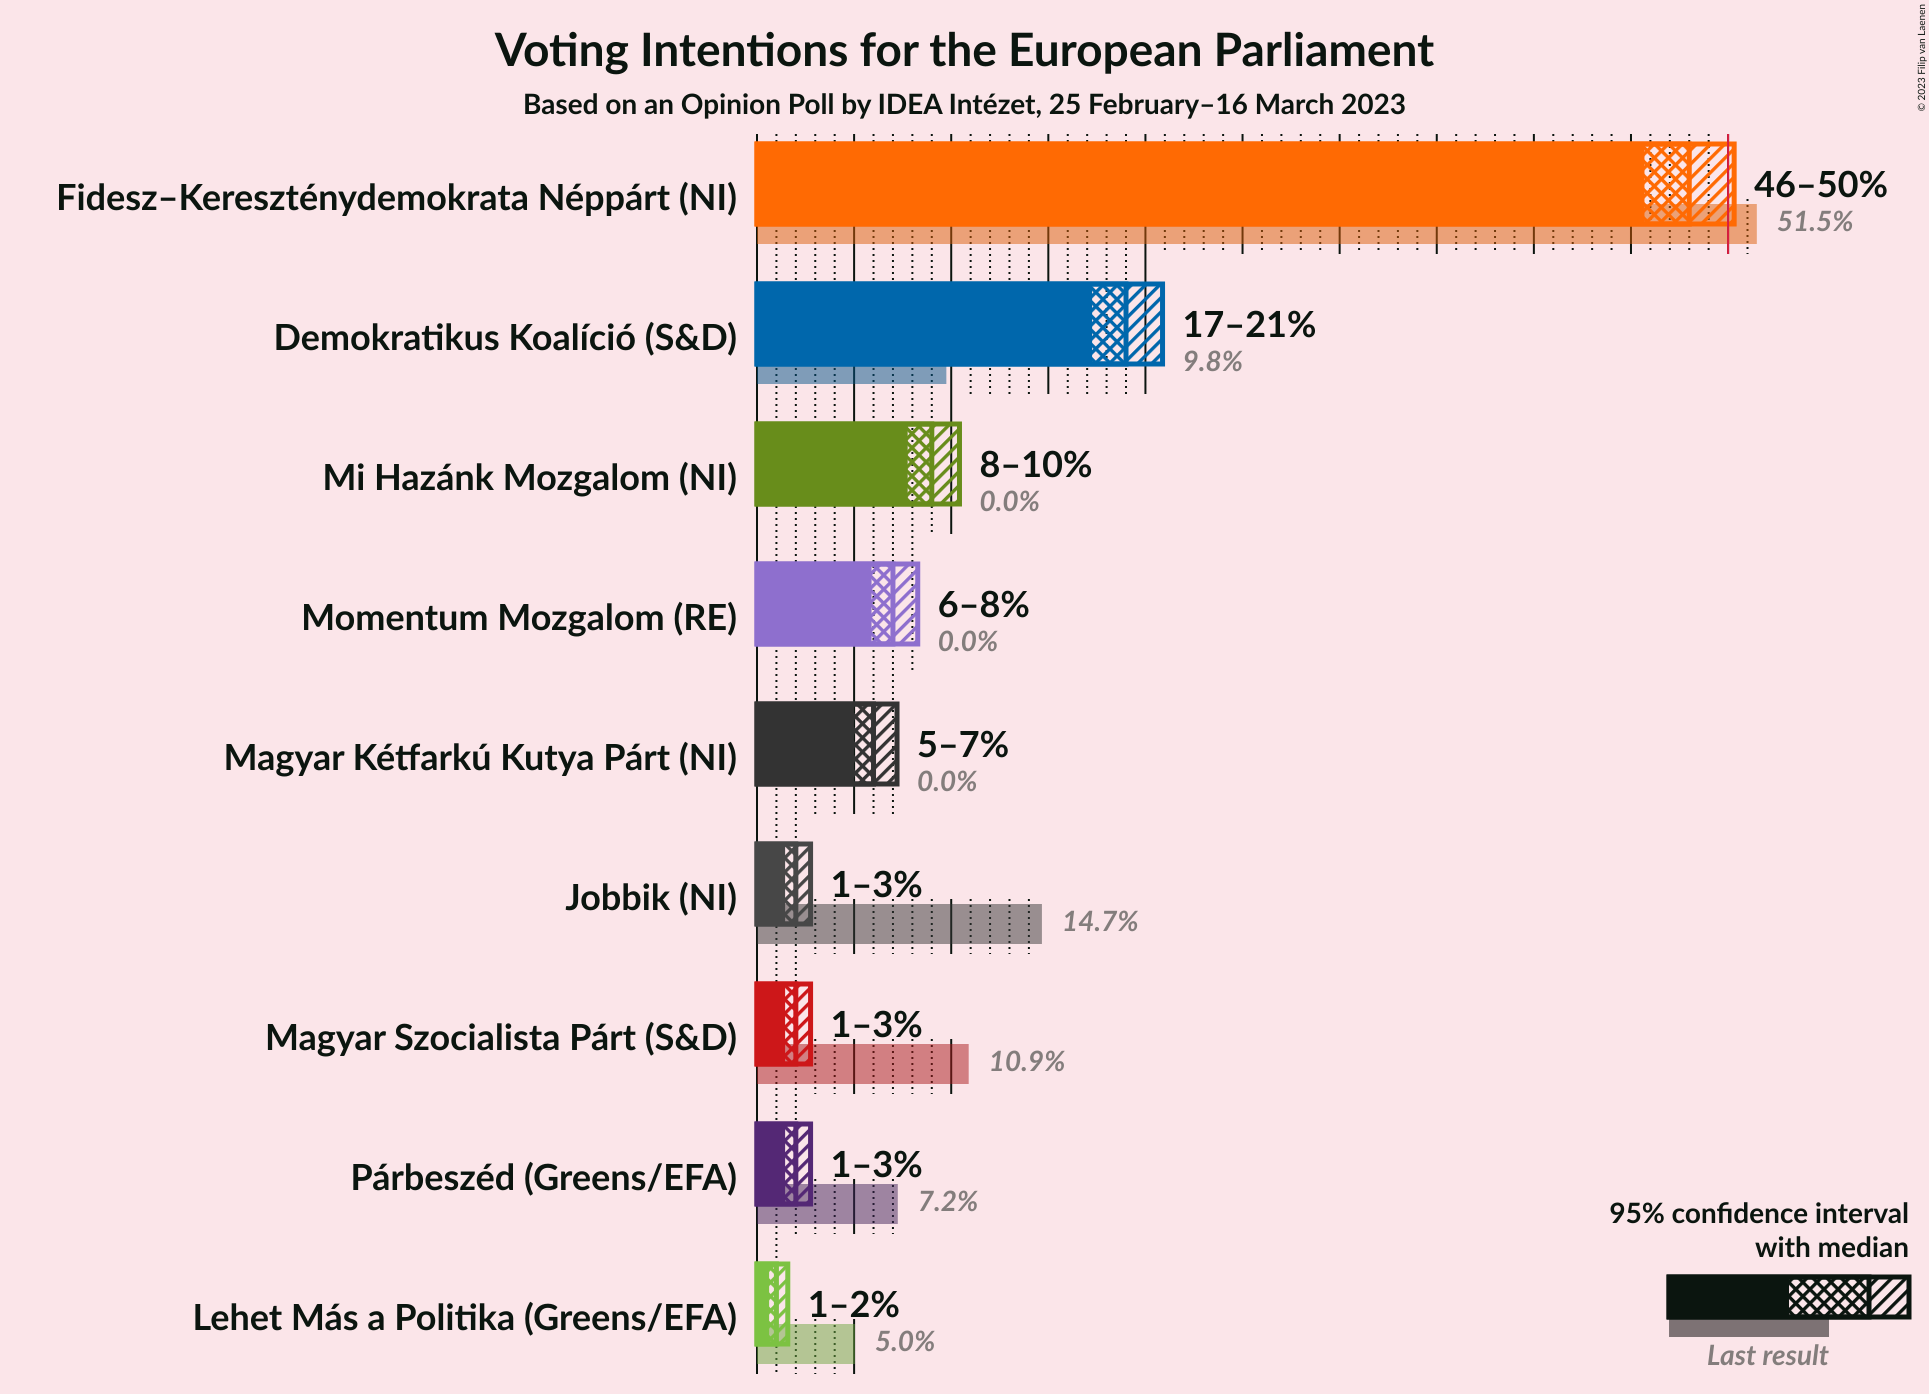 Voting Intentions for the European Parliament
Based on an Opinion Poll by IDEA Intézet, 25 February–16 March 2023
© 2023 Filip van Laenen
Fidesz–Kereszténydemokrata Néppárt (NI)
46–50%
51.5%
Demokratikus Koalíció (S&D)
17–21%
9.8%
Mi Hazánk Mozgalom (NI)
8–10%
0.0%
Momentum Mozgalom (RE)
6–8%
0.0%
Magyar Kétfarkú Kutya Párt (NI)
5–7%
0.0%
Jobbik (NI)
1–3%
14.7%
Magyar Szocialista Párt (S&D)
1–3%
10.9%
Párbeszéd (Greens/EFA)
1–3%
7.2%
Lehet Más a Politika (Greens/EFA)
1–2%
5.0%
95% confidence interval
with median
Last result